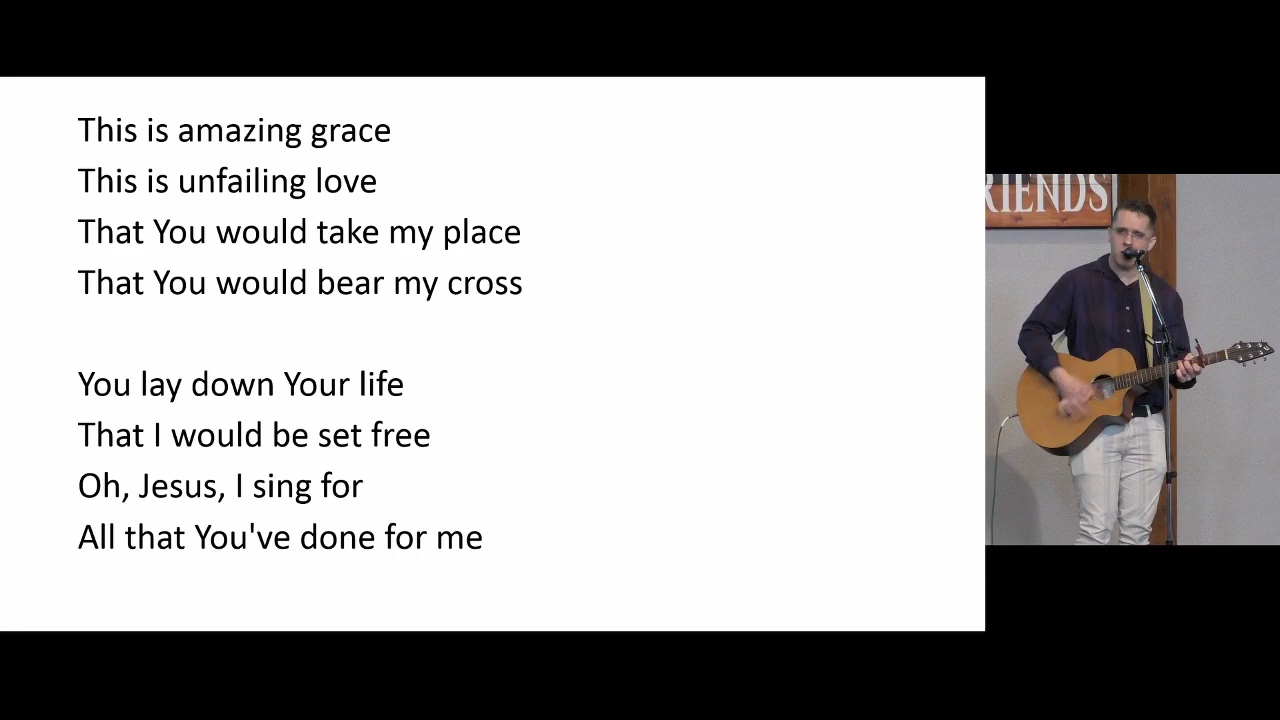 This is amazing grace
This is unfailing love
That You would take my place
That You would bear my cross
You lay down Your life
That I would be set free
Oh, Jesus, I sing for
All that You've done for me
RIENDS